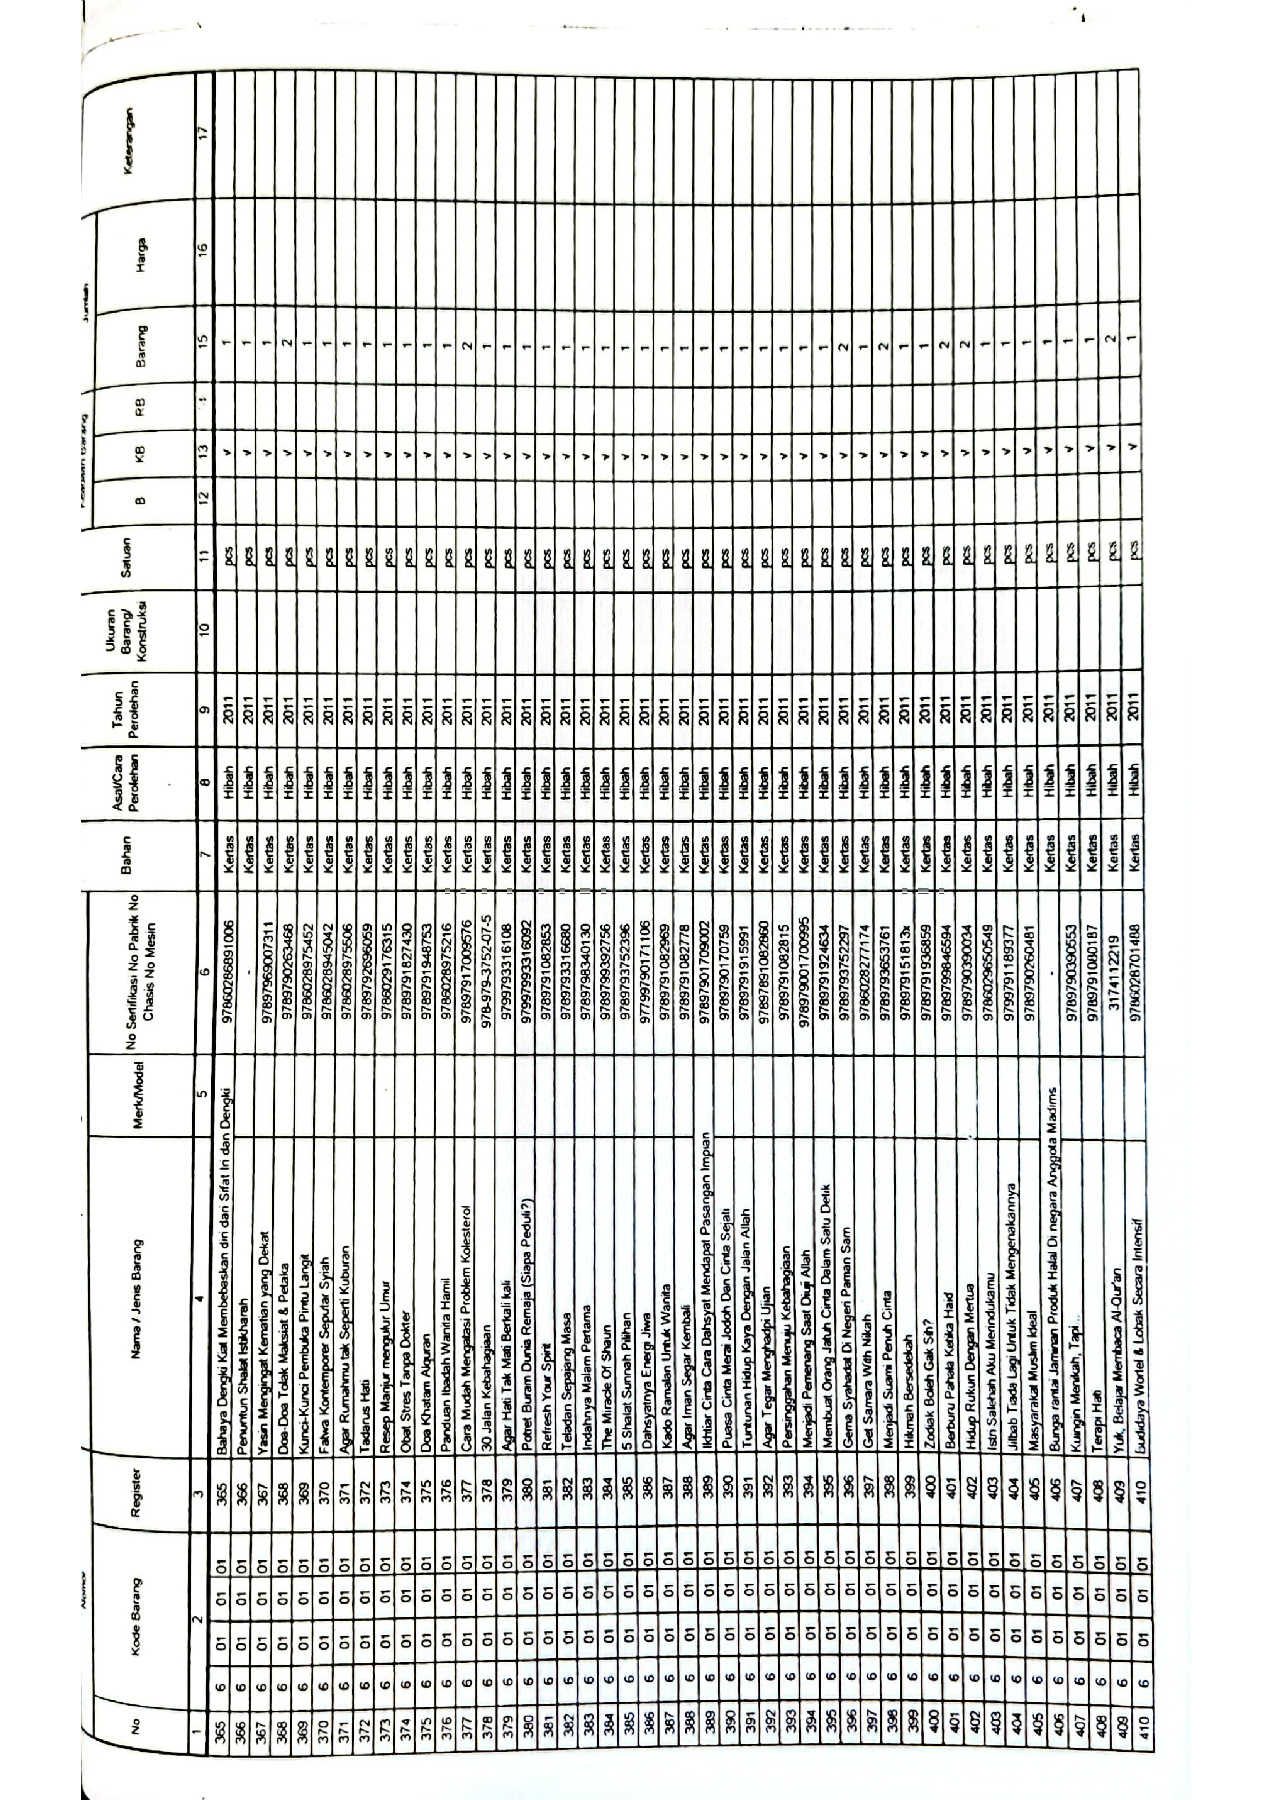 Nomor Keadaan Barang Jumlah
No Kode Barang Register Nama / Jenis Barang Merk/Model No Sertifikasi No Pabrik No Chasis No Mesin Bahan Asal/Cara Perolehan Tahun Perolehan Ukuran Barang/ Konstruksi Satuan B KB RB Barang Harga Keterangan
1 2 3 4 5 6 7 8 9 10 11 12 13 15 16 17
365 6 01 01 01 365 Bahaya Dengki Kiat Membebaskan diri dari Sifat Iri dan Dengki 9786028689 1006 Kertas Hibah 2011 pcs √ 1
366 6 01 01 01 366 Penuntun Shalat Istikharah - Kertas Hibah 2011 pcs √ 1
367 6 01 01 01 367 Yasin Mengingat Kematian yang Dekat 97897969007311 Kertas Hibah 2011 pcs √ 1
368 6 01 01 01 368 Doa-Doa Tolak Maksiat & Petaka 9789790263468 Kertas Hibah 2011 pcs √ 2
369 6 01 01 01 369 Kunci-Kunci Pembuka Pintu Langit 9786028975452 Kertas Hibah 2011 pcs √ 1
370 6 01 01 01 370 Fatwa Kontemporer Seputar Syiah 9786028945042 Kertas Hibah 2011 pcs √ 1
371 6 01 01 01 371 Agar Rumahmu tak Seperti Kuburan 9786028975506 Kertas Hibah 2011 pcs √ 1
372 6 01 01 01 372 Tadarus Hati 9789792696059 Kertas Hibah 2011 pcs √ 1
373 6 01 01 01 373 Resep Manjur mengulur Umur 9786029176315 Kertas Hibah 2011 pcs √ 1
374 6 01 01 01 374 Obat Stres Tanpa Dokter 9789791827430 Kertas Hibah 2011 pcs √ 1
375 6 01 01 01 375 Doa Khatam Alquran 9789791948753 Kertas Hibah 2011 pcs √ 1
376 6 01 01 01 376 Panduan Ibadah Wanita Hamil 9786028975216 Kertas Hibah 2011 pcs √ 1
377 6 01 01 01 377 Cara Mudah Mengatasi Problem Kolesterol 97897917009576 Kertas Hibah 2011 pcs √ 2
378 6 01 01 01 378 30 Jalan Kebahagiaan 978-979-3752-07-5 Kertas Hibah 2011 pcs √ 1
379 6 01 01 01 379 Agar Hati Tak Mati Berkali kali 9799793316108 Kertas Hibah 2011 pcs √ 1
380 6 01 01 01 380 Potret Buram Dunia Remaja (Siapa Peduli?) 97997993316092 Kertas Hibah 2011 pcs √ 1
381 6 01 01 01 381 Refresh Your Spirit 9789791082853 Kertas Hibah 2011 pcs √ 1
382 6 01 01 01 382 Teladan Sepajang Masa 9789793316680 Kertas Hibah 2011 pcs √ 1
383 6 01 01 01 383 Indahnya Malam Pertama 9789798340130 Kertas Hibah 2011 pcs √ 1
384 6 01 01 01 384 The Miracle Of Shaun 9789799392756 Kertas Hibah 2011 pcs √ 1
385 6 01 01 01 385 5 Shalat Sunnah Pilihan 9789793752396 Kertas Hibah 2011 pcs √ 1
386 6 01 01 01 386 Dahsyatnya Energi Jiwa 9779979017 1106 Kertas Hibah 2011 pcs √ 1
387 6 01 01 01 387 Kado Ramalan Untuk Wanita 9789791082969 Kertas Hibah 2011 pcs √ 1
388 6 01 01 01 388 Agar Iman Segar Kembali 9789791082778 Kertas Hibah 2011 pcs √ 1
389 6 01 01 01 389 Ikhtiar Cinta Cara Dahsyat Mendapat Pasangan Impian 97897901709002 Kertas Hibah 2011 pcs √ 1
390 6 01 01 01 390 Puasa Cinta Merai Jodoh Dan Cinta Sejali 9789790170759 Kertas Hibah 2011 pcs √ 1
391 6 01 01 01 391 Tuntunan Hidup Kaya Dengan Jalan Allah 9789791915991 Kertas Hibah 2011 pcs √ 1
392 6 01 01 01 392 Agar Tegar Menghadpi Ujian 97897891082860 Kertas Hibah 2011 pcs √ 1
393 6 01 01 01 393 Persinggahan Menuju Kebahagiaan 9789791082815 Kertas Hibah 2011 pcs √ 1
394 6 01 01 01 394 Menjadi Pemenang Saat Diuji Allah 97897900170 0995 Kertas Hibah 2011 pcs √ 1
395 6 01 01 01 395 Membuat Orang Jatuh Cinta Dalam Satu Detik 9789791924634 Kertas Hibah 2011 pcs √ 1
396 6 01 01 01 396 Gema Syahadat Di Negeri Paman Sam 9789793752297 Kertas Hibah 2011 pcs √ 2
397 6 01 01 01 397 Get Samara With Nikah 9786028277174 Kertas Hibah 2011 pcs √ 1
398 6 01 01 01 398 Menjadi Suami Penuh Cinta 9789793653761 Kertas Hibah 2011 pcs √ 2
399 6 01 01 01 399 Hikmah Bersedekah 978979151813x Kertas Hibah 2011 pcs √ 1
400 6 01 01 01 400 Zodiak Boleh Gak Sih? 9789791936859 Kertas Hibah 2011 pcs √ 1
401 6 01 01 01 401 Berburu Pahala Ketika Haid 9789799846594 Kertas Hibah 2011 pcs √ 2
402 6 01 01 01 402 Hidup Rukun Dengan Mertua 9789790390034 Kertas Hibah 2011 pcs √ 2
403 6 01 01 01 403 Istri Salehah Aku Merindukamu 9786029650549 Kertas Hibah 2011 pcs √ 1
404 6 01 01 01 404 Jilbab Tiada Lagi Untuk Tidak Mengenakannya 9799791189377 Kertas Hibah 2011 pcs √ 1
405 6 01 01 01 405 Masyarakat Muslim Ideal 9789790260481 Kertas Hibah 2011 pcs √ 1
406 6 01 01 01 406 Bunga rantai Jaminan Produk Halal Di negara Anggota Madims - Kertas Hibah 2011 pcs √ 1
407 6 01 01 01 407 Kuingin Menikah, Tapi... 9789790390553 Kertas Hibah 2011 pcs √ 1
408 6 01 01 01 408 Terapi Hati 9789791080187 Kertas Hibah 2011 pcs √ 1
409 6 01 01 01 409 Yuk, Belajar Membaca Al-Qur'an 3174112219 Kertas Hibah 2011 pcs √ 2
410 6 01 01 01 410 budidaya Wortel & Lobak Secara Intensif 9786028701488 Kertas Hibah 2011 pcs √ 1